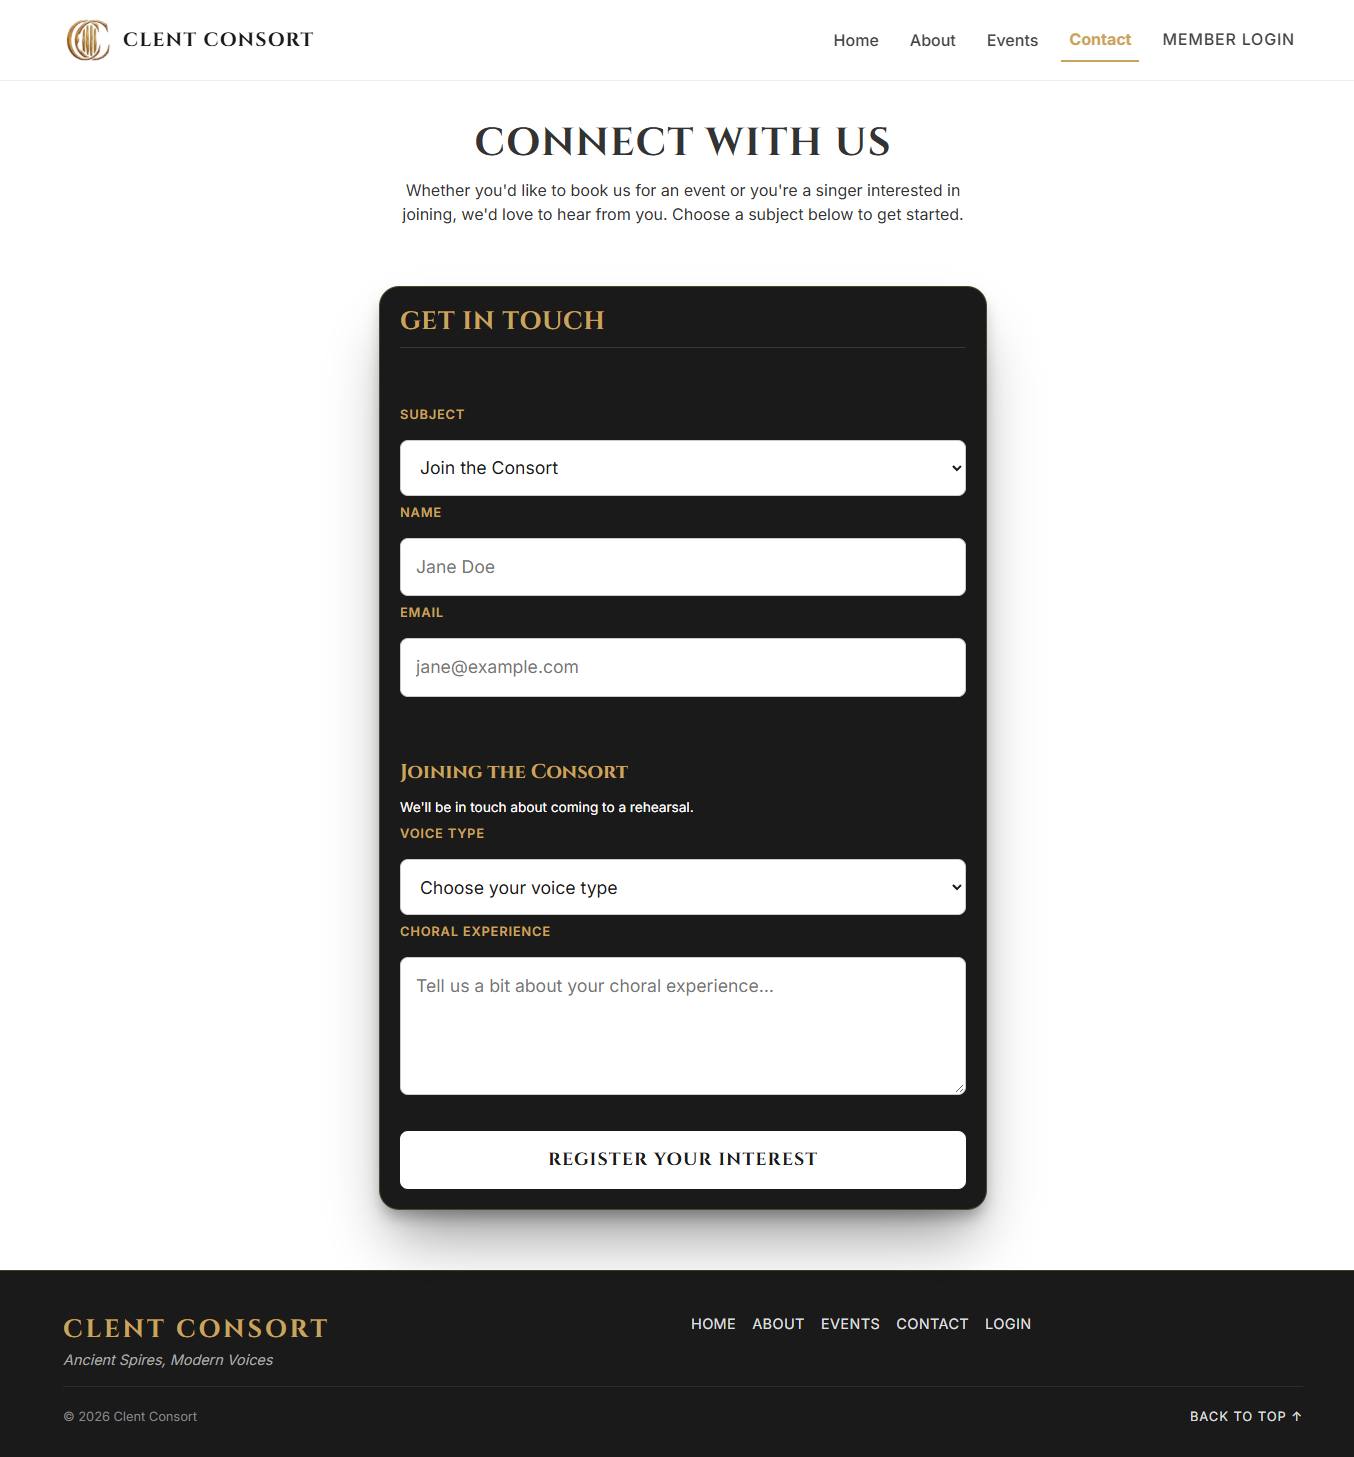 CLENT CONSORT
Home About Events Contact MEMBER LOGIN
CONNECT WITH US
Whether you'd like to book us for an event or you're a singer interested in
joining, we'd love to hear from you. Choose a subject below to get started.
GET IN TOUCH
SUBJECT
Join the Consort
NAME
Jane Doe
EMAIL
jane@example.com
Joining the Consort
We'll be in touch about coming to a rehearsal.
VOICE TYPE
Choose your voice type
CHORAL EXPERIENCE
Tell us a bit about your choral experience...
REGISTER YOUR INTEREST
CLENT CONSORT
HOME ABOUT EVENTS CONTACT LOGIN
Ancient Spires, Modern Voices
© 2026 Clent Consort
BACK TO TOP ↑